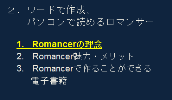 ２．ワードで作成、
パソコンで読めるロマンサー
1. Romancerの理念
2. Romancer魅力・メリット
3. Romancerで作ることができる
電子書籍